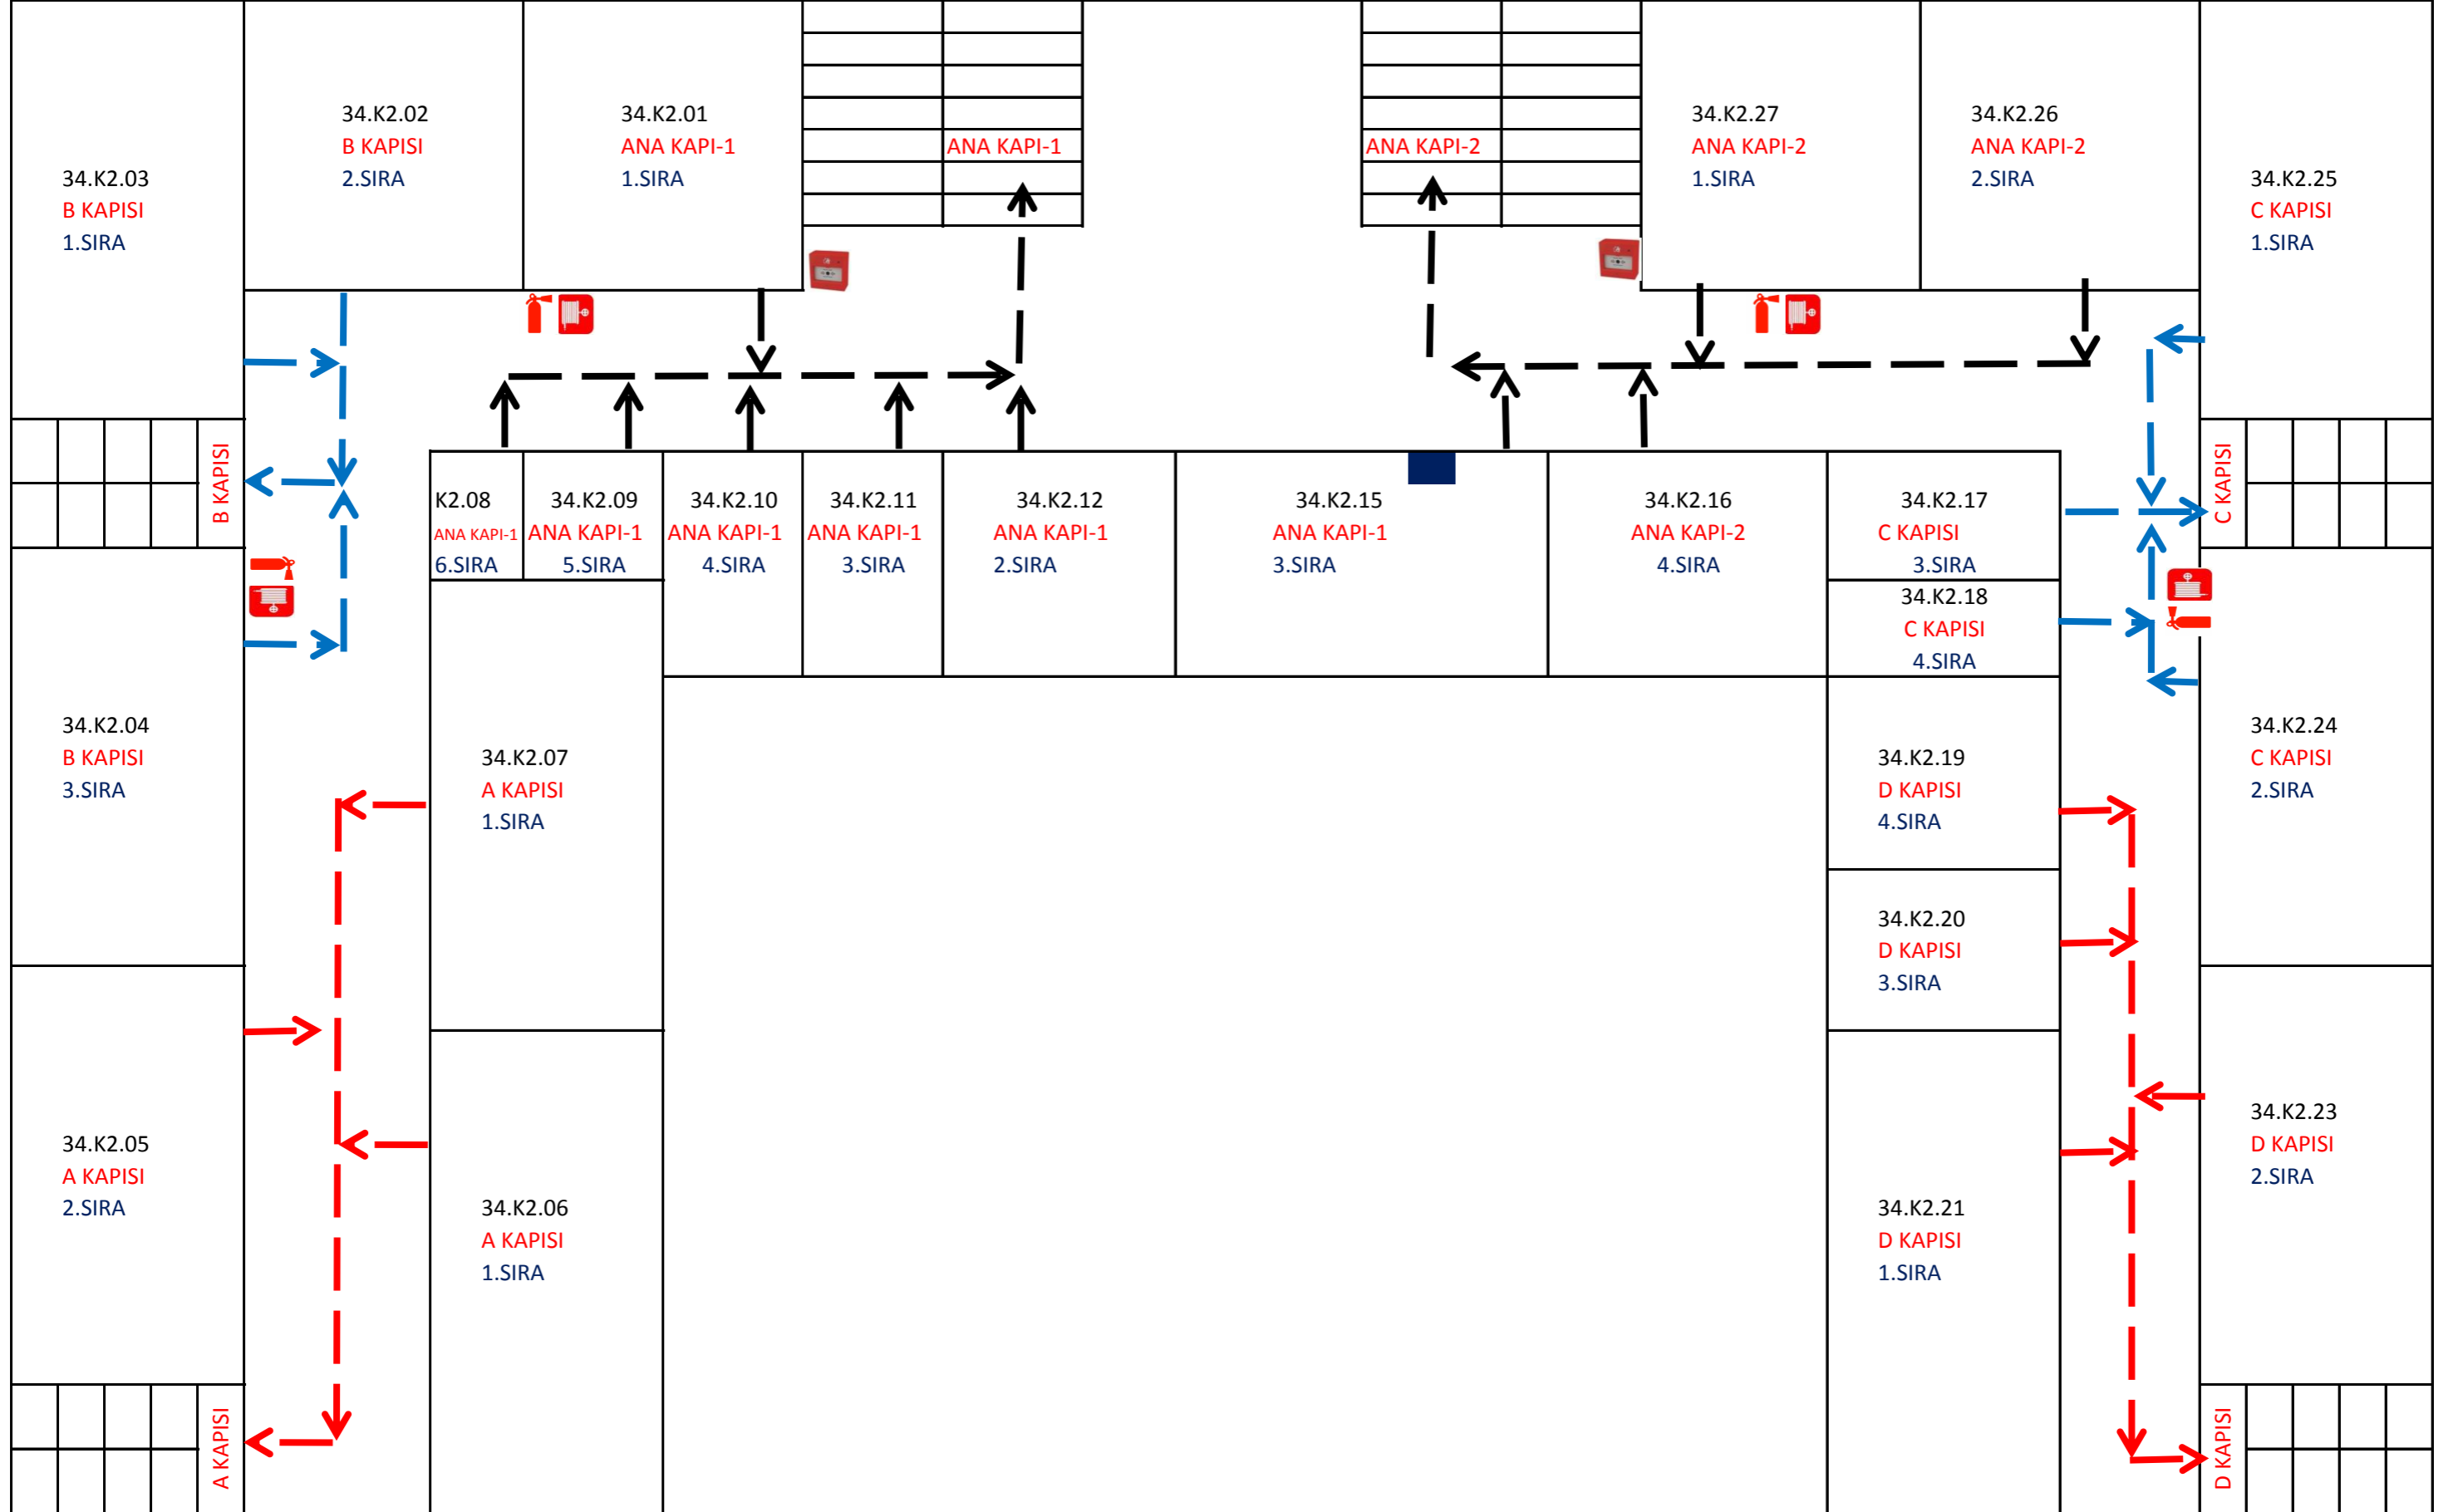 34.K2.02
B KAPISI
2.SIRA
34.K2.01
ANA KAPI-1
1.SIRA
ANA KAPI-1
ANA KAPI-2
34.K2.27
ANA KAPI-2
1.SIRA
34.K2.26
ANA KAPI-2
2.SIRA
34.K2.03
B KAPISI
1.SIRA
34.K2.25
C KAPISI
1.SIRA
B KAPISI
K2.08
ANA KAPI-1
6.SIRA
34.K2.09
ANA KAPI-1
5.SIRA
34.K2.10
ANA KAPI-1
4.SIRA
34.K2.11
ANA KAPI-1
3.SIRA
34.K2.12
ANA KAPI-1
2.SIRA
34.K2.15
ANA KAPI-1
3.SIRA
34.K2.16
ANA KAPI-2
4.SIRA
34.K2.17
C KAPISI
3.SIRA
C KAPISI
34.K2.18
C KAPISI
4.SIRA
34.K2.04
B KAPISI
3.SIRA
34.K2.07
A KAPISI
1.SIRA
34.K2.19
D KAPISI
4.SIRA
34.K2.24
C KAPISI
2.SIRA
34.K2.20
D KAPISI
3.SIRA
34.K2.05
A KAPISI
2.SIRA
34.K2.06
A KAPISI
1.SIRA
34.K2.21
D KAPISI
1.SIRA
34.K2.23
D KAPISI
2.SIRA
A KAPISI
D KAPISI